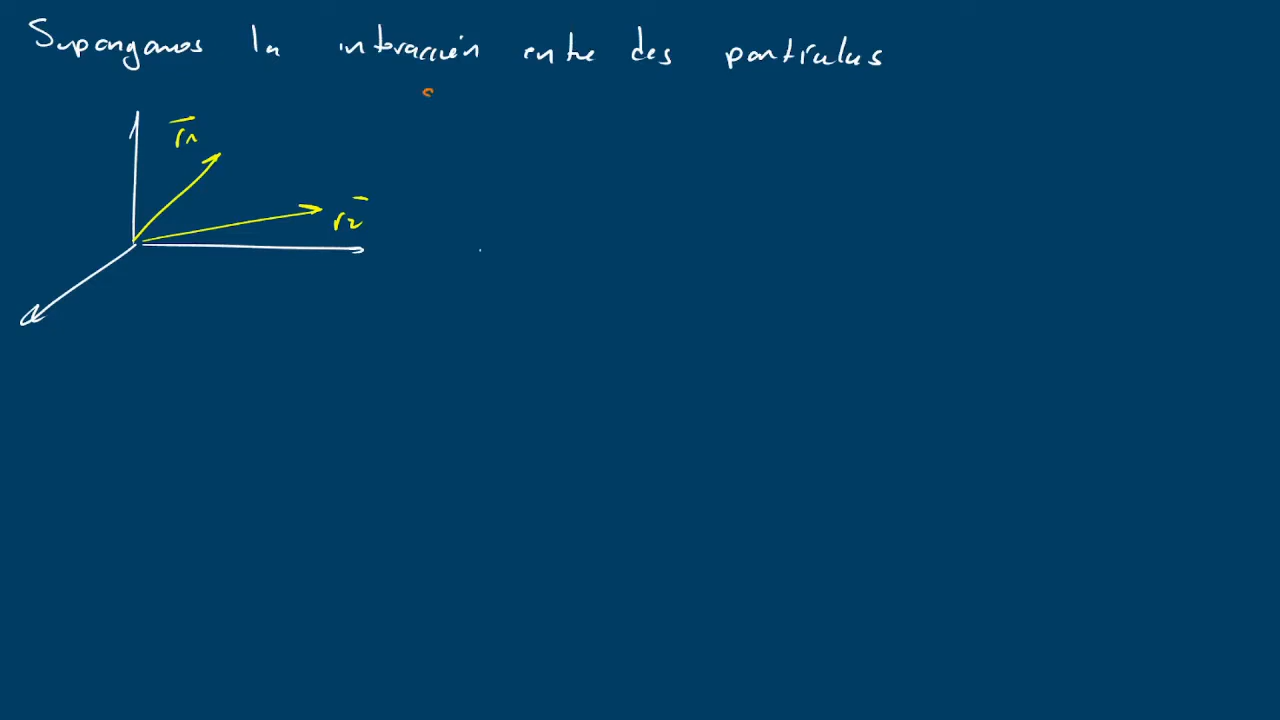 Supongamos la interacción entre dos partículas
r1
r2